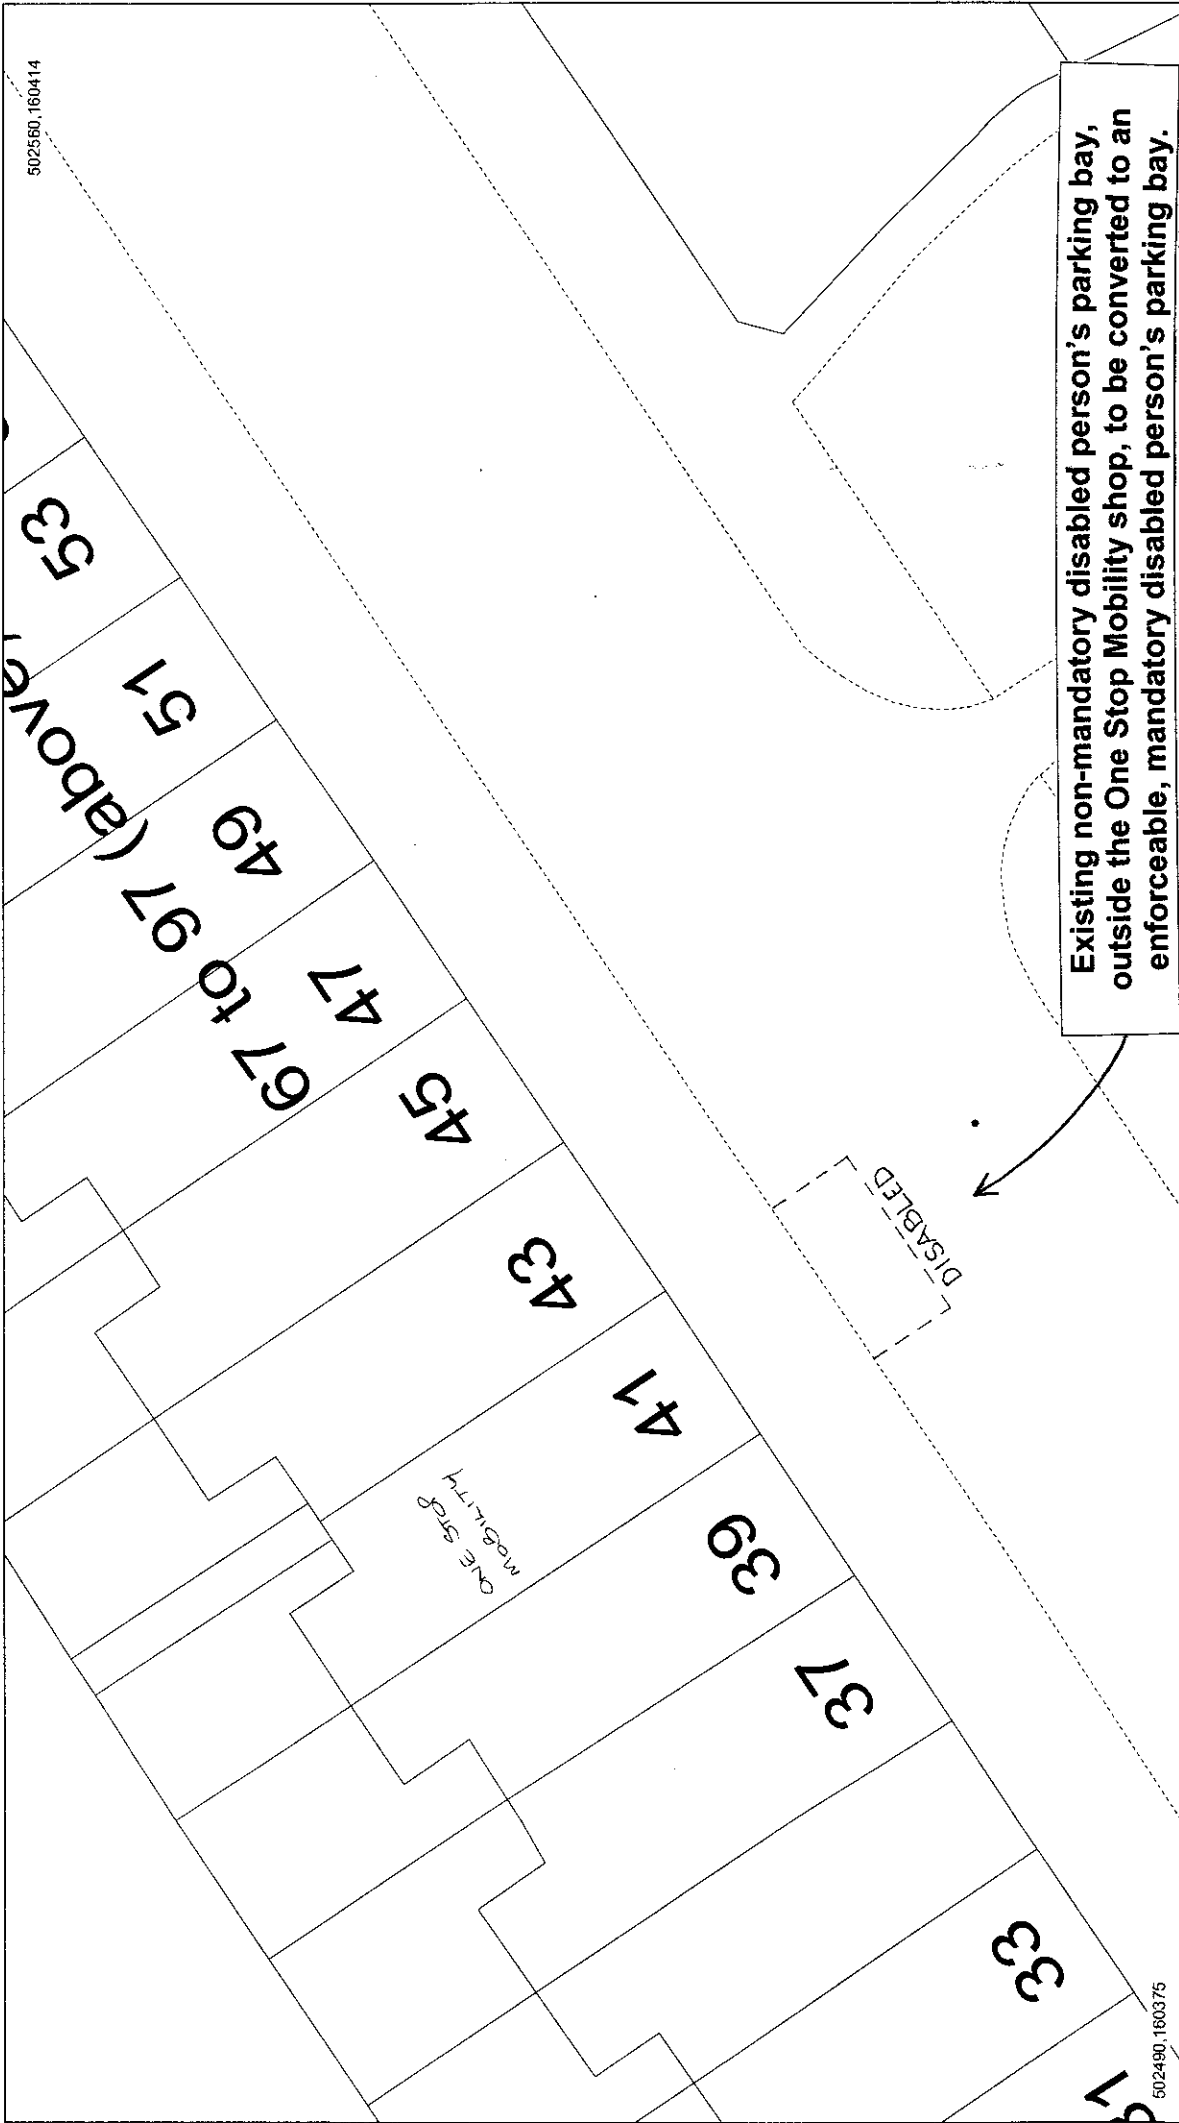 502560,160414
53
51
49
67 to 97 (above)
47
45
43
41
ONE STOP
MOBILITY
39
37
33
502490,160375
DISABLED
Existing non-mandatory disabled person's parking bay,
outside the One Stop Mobility shop, to be converted to an
enforceable, mandatory disabled person's parking bay.